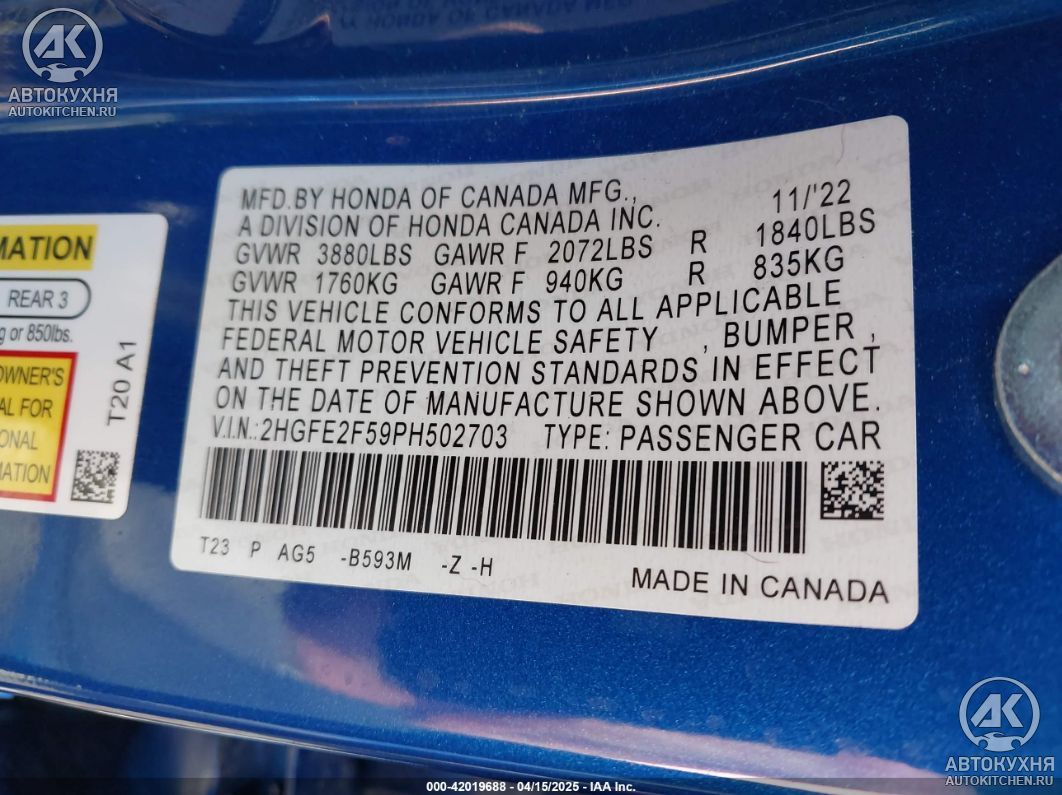 АК
АВТОКУХНЯ
AUTOKITCHEN.RU
MFD.BY HONDA OF CANADA MFG., 11/'22
A DIVISION OF HONDA CANADA INC.
GVWR 3880LBS GAWR F 2072LBS R 1840LBS
GVWR 1760KG GAWR F 940KG R 835KG
THIS VEHICLE CONFORMS TO ALL APPLICABLE
FEDERAL MOTOR VEHICLE SAFETY , BUMPER ,
AND THEFT PREVENTION STANDARDS IN EFFECT
ON THE DATE OF MANUFACTURE SHOWN ABOVE.
V.I.N.:2HGFE2F59PH502703 TYPE: PASSENGER CAR
T23 P AG5 -B593M -Z -H
MADE IN CANADA
MATION
REAR 3
g or 850lbs.
OWNER'S
AL FOR
ONAL
MATION
T20 A1
АК
АВТОКУХНЯ
AUTOKITCHEN.RU
000-42019688 - 04/15/2025 - IAA Inc.